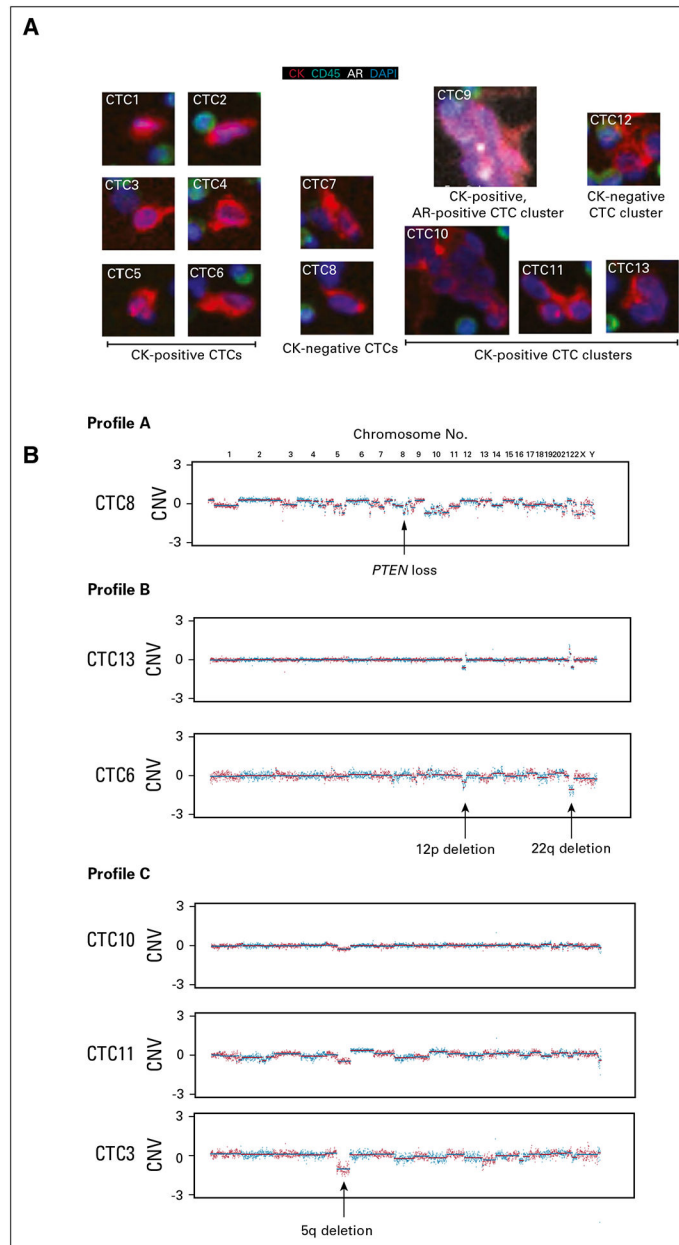 A
CK CD45 AR DAPI
CTC1
CTC2
CTC9
CTC12
CTC3
CTC4
CTC7
CK-positive,
AR-positive CTC cluster
CK-negative
CTC cluster
CTC10
CTC5
CTC6
CTC8
CTC11
CTC13
CK-positive CTCs
CK-negative CTCs
CK-positive CTC clusters
Profile A
B
Chromosome No.
1 2 3 4 5 6 7 8 9 10 11 12 13 14 15 16 17 18 19 20 21 22 X Y
CTC8
CNV
3
0
-3
PTEN loss
Profile B
CTC13
CNV
3
0
-3
CTC6
CNV
3
0
-3
12p deletion
22q deletion
Profile C
CTC10
CNV
3
0
-3
CTC11
CNV
3
0
-3
CTC3
CNV
3
0
-3
5q deletion